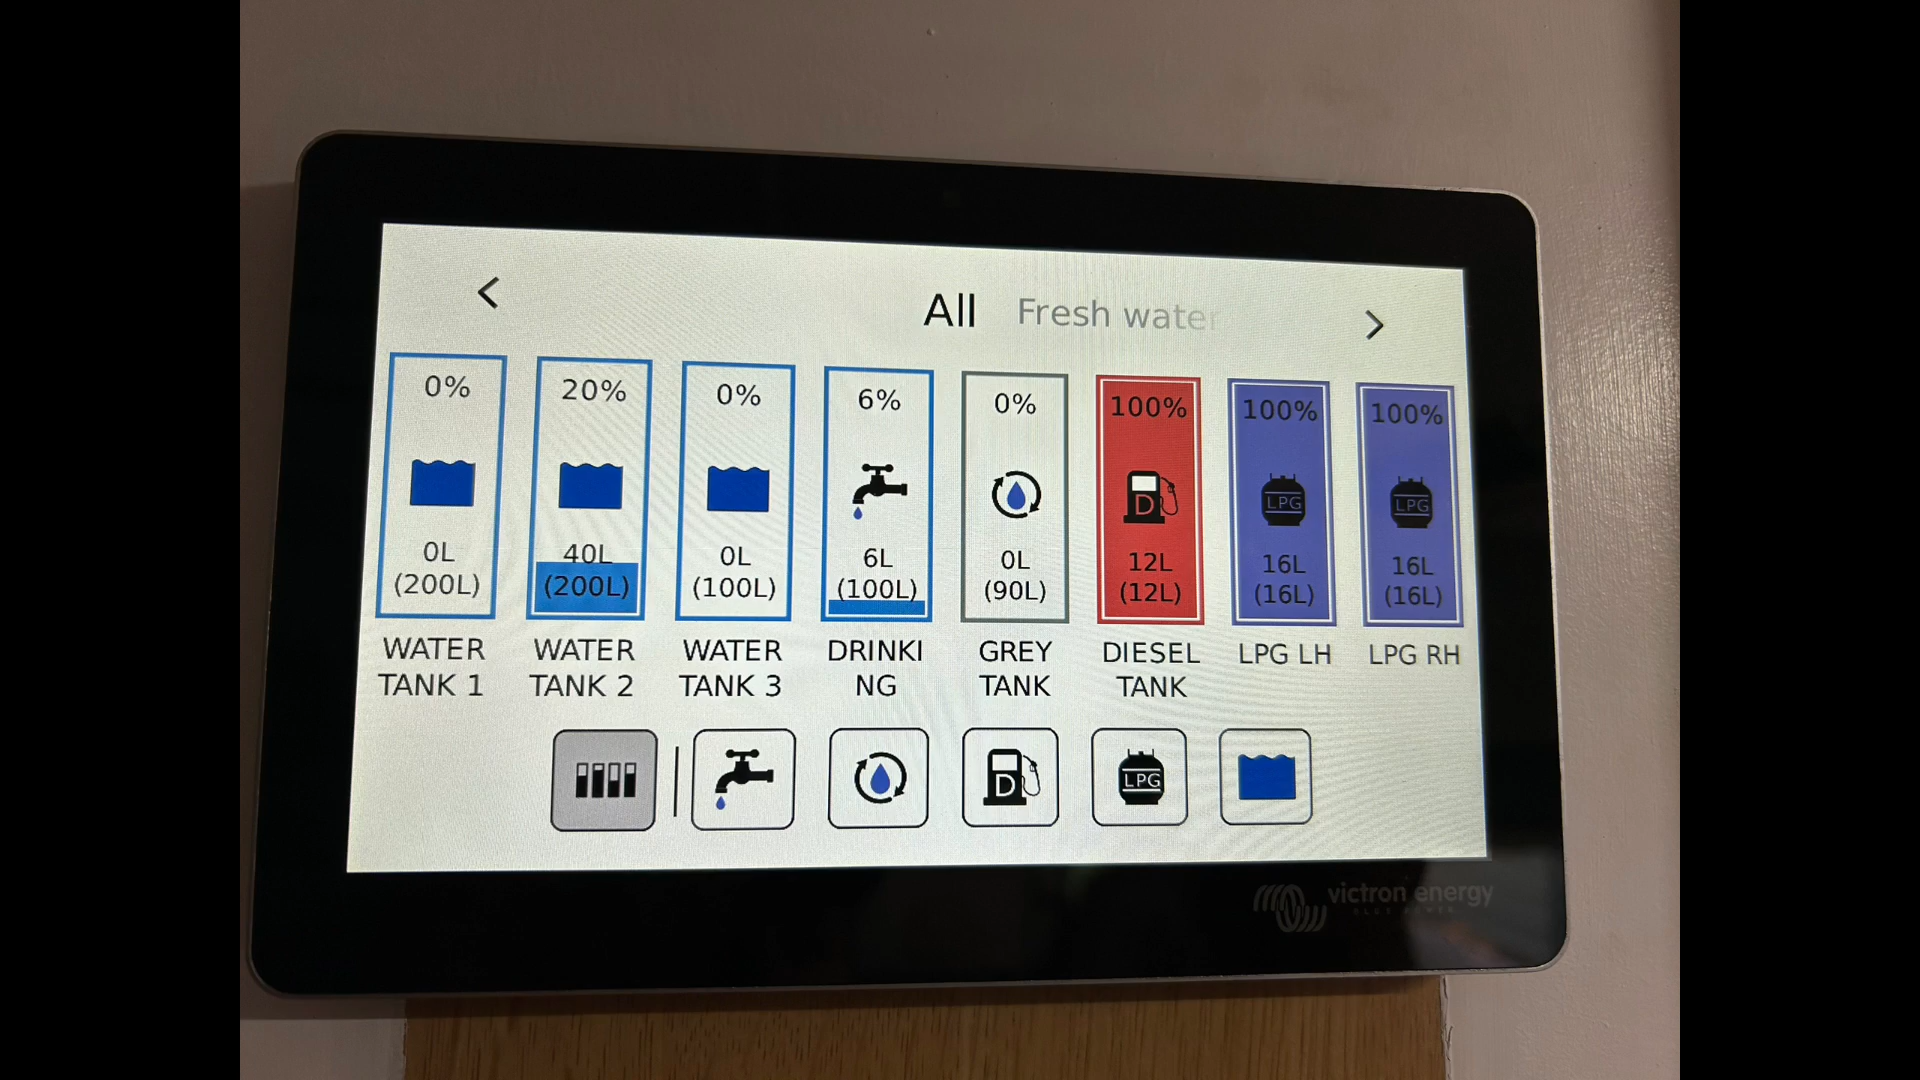 All Fresh water
0% 20% 0% 6% 0% 100% 100% 100%
D LPG LPG
0L 40L 0L 6L 0L 12L 16L 16L
(200L) (200L) (100L) (100L) (90L) (12L) (16L) (16L)
WATER WATER WATER DRINKI GREY DIESEL LPG LH LPG RH
TANK 1 TANK 2 TANK 3 NG TANK TANK
D LPG
victron energy
BLUE POWER